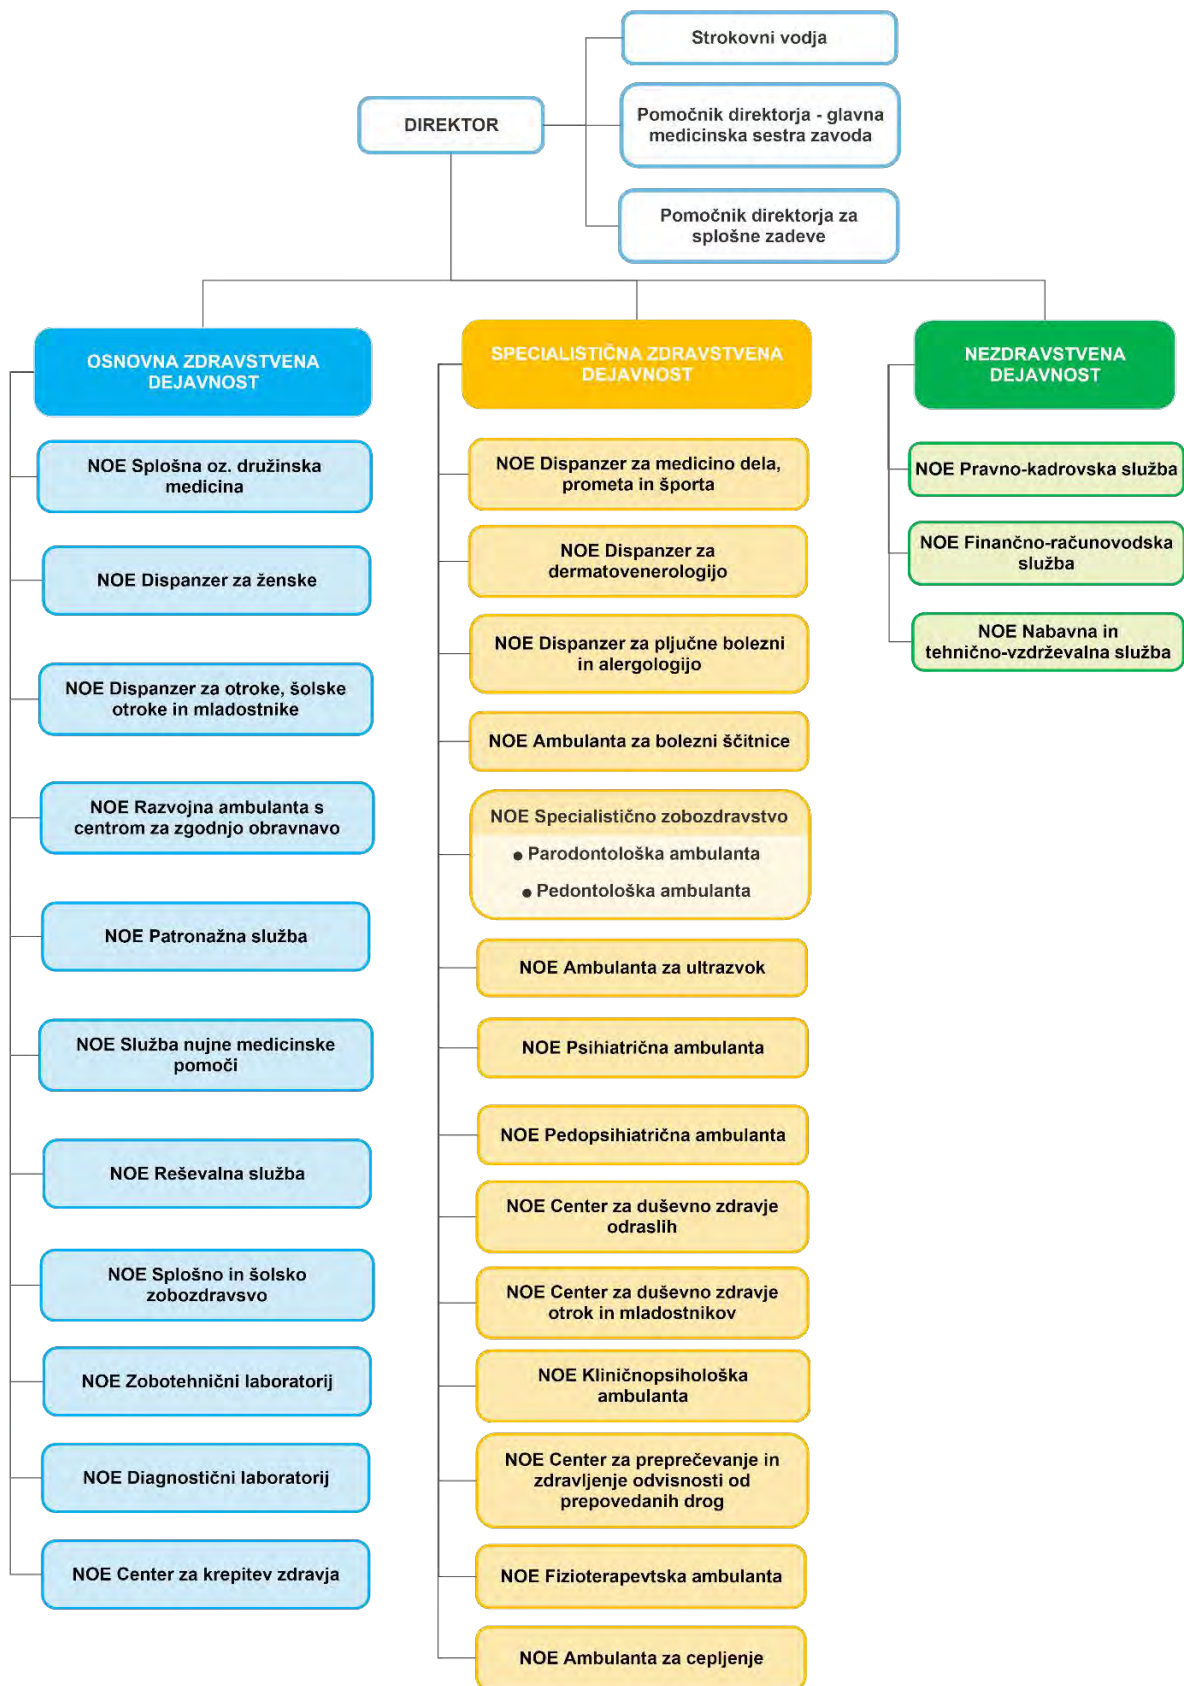 Strokovni vodja
DIREKTOR
Pomočnik direktorja - glavna
medicinska sestra zavoda
Pomočnik direktorja za
splošne zadeve
OSNOVNA ZDRAVSTVENA
DEJAVNOST
NOE Splošna oz. družinska
medicina
NOE Dispanzer za ženske
NOE Dispanzer za otroke, šolske
otroke in mladostnike
NOE Razvojna ambulanta s
centrom za zgodnjo obravnavo
NOE Patronažna služba
NOE Služba nujne medicinske
pomoči
NOE Reševalna služba
NOE Splošno in šolsko
zobozdravsvo
NOE Zobotehnični laboratorij
NOE Diagnostični laboratorij
NOE Center za krepitev zdravja
SPECIALISTIČNA ZDRAVSTVENA
DEJAVNOST
NOE Dispanzer za medicino dela,
prometa in športa
NOE Dispanzer za
dermatovenerologijo
NOE Dispanzer za pljučne bolezni
in alergologijo
NOE Ambulanta za bolezni ščitnice
NOE Specialistično zobozdravstvo
● Parodontološka ambulanta
● Pedontološka ambulanta
NOE Ambulanta za ultrazvok
NOE Psihiatrična ambulanta
NOE Pedopsihiatrična ambulanta
NOE Center za duševno zdravje
odraslih
NOE Center za duševno zdravje
otrok in mladostnikov
NOE Kliničnopsihološka
ambulanta
NOE Center za preprečevanje in
zdravljenje odvisnosti od
prepovedanih drog
NOE Fizioterapevtska ambulanta
NOE Ambulanta za cepljenje
NEZDRAVSTVENA
DEJAVNOST
NOE Pravno-kadrovska služba
NOE Finančno-računovodska
služba
NOE Nabavna in
tehnično-vzdrževalna služba